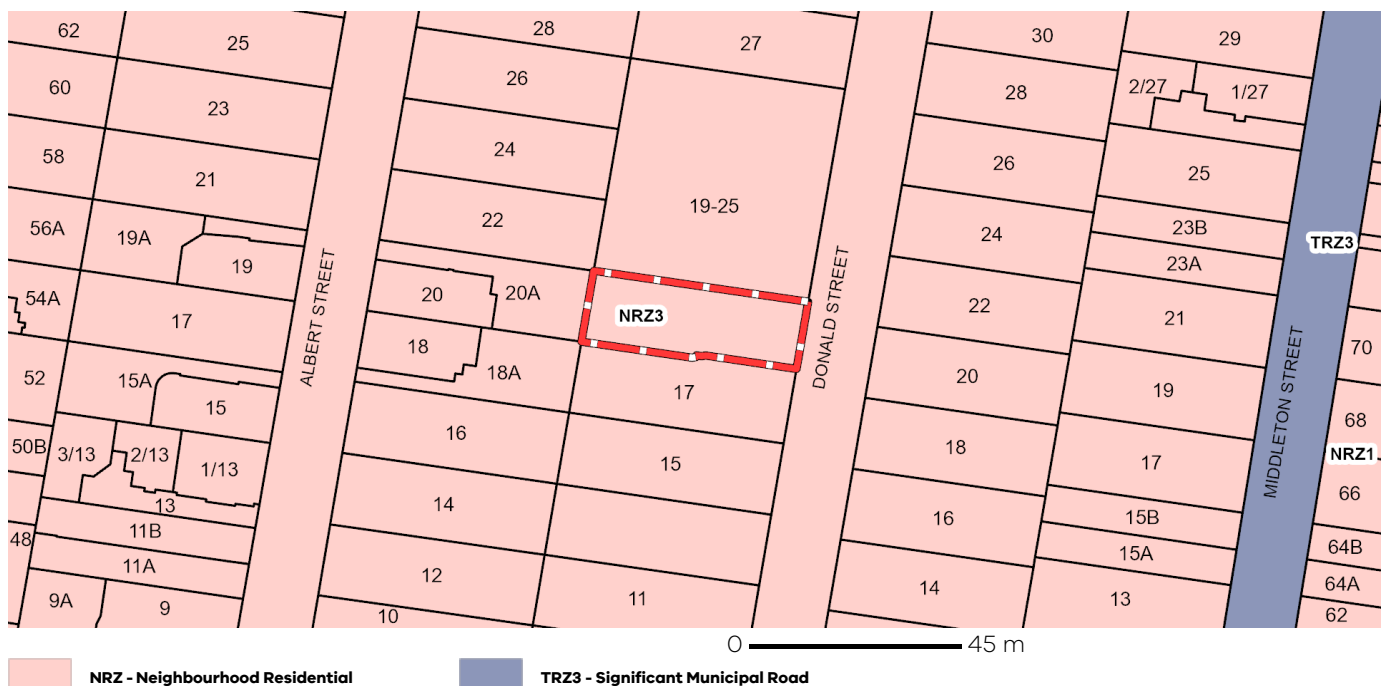 62
25
28
27
30
29
60
23
26
28
2/27
1/27
58
21
24
26
25
56A
19A
19
22
19-25
24
23B
23A
TRZ3
54A
17
ALBERT STREET
20
20A
NRZ3
DONALD STREET
22
21
70
52
15A
15
18
18A
17
20
19
MIDDLETON STREET
68
50B
3/13
2/13
1/13
16
15
18
17
NRZ1
66
13
11B
14
16
15B
15A
64B
48
11A
12
11
14
13
64A
9A
9
10
62
0 45 m
NRZ - Neighbourhood Residential TRZ3 - Significant Municipal Road